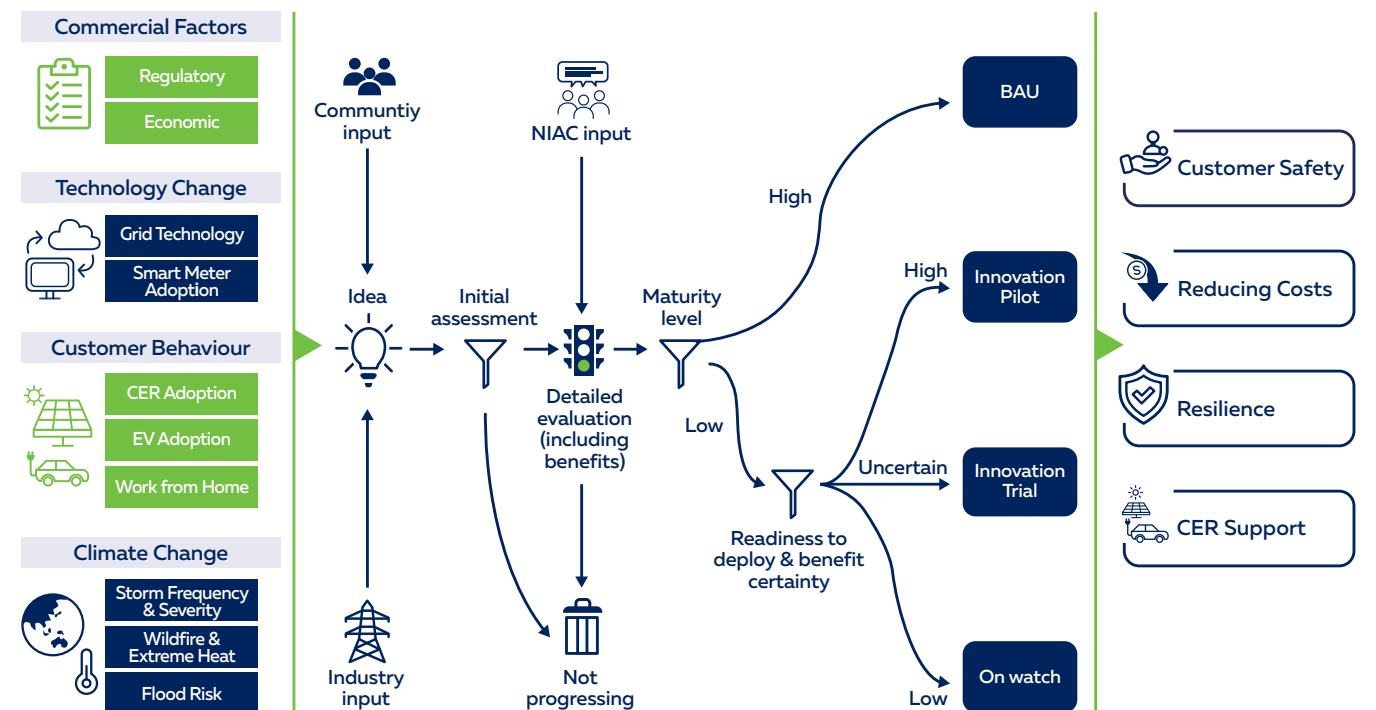 Commercial Factors
Regulatory
Economic
Technology Change
Grid Technology
Smart Meter
Adoption
Customer Behaviour
CER Adoption
EV Adoption
Work from Home
Climate Change
Storm Frequency
& Severity
Wildfire &
Extreme Heat
Flood Risk
Communtiy
input
Idea
Industry
input
Initial
assessment
NIAC input
Detailed
evaluation
(including
benefits)
Not
progressing
Maturity
level
High
Low
Readiness to
deploy & benefit
certainty
High
Uncertain
Low
BAU
Innovation
Pilot
Innovation
Trial
On watch
Customer Safety
S
Reducing Costs
Resilience
CER Support